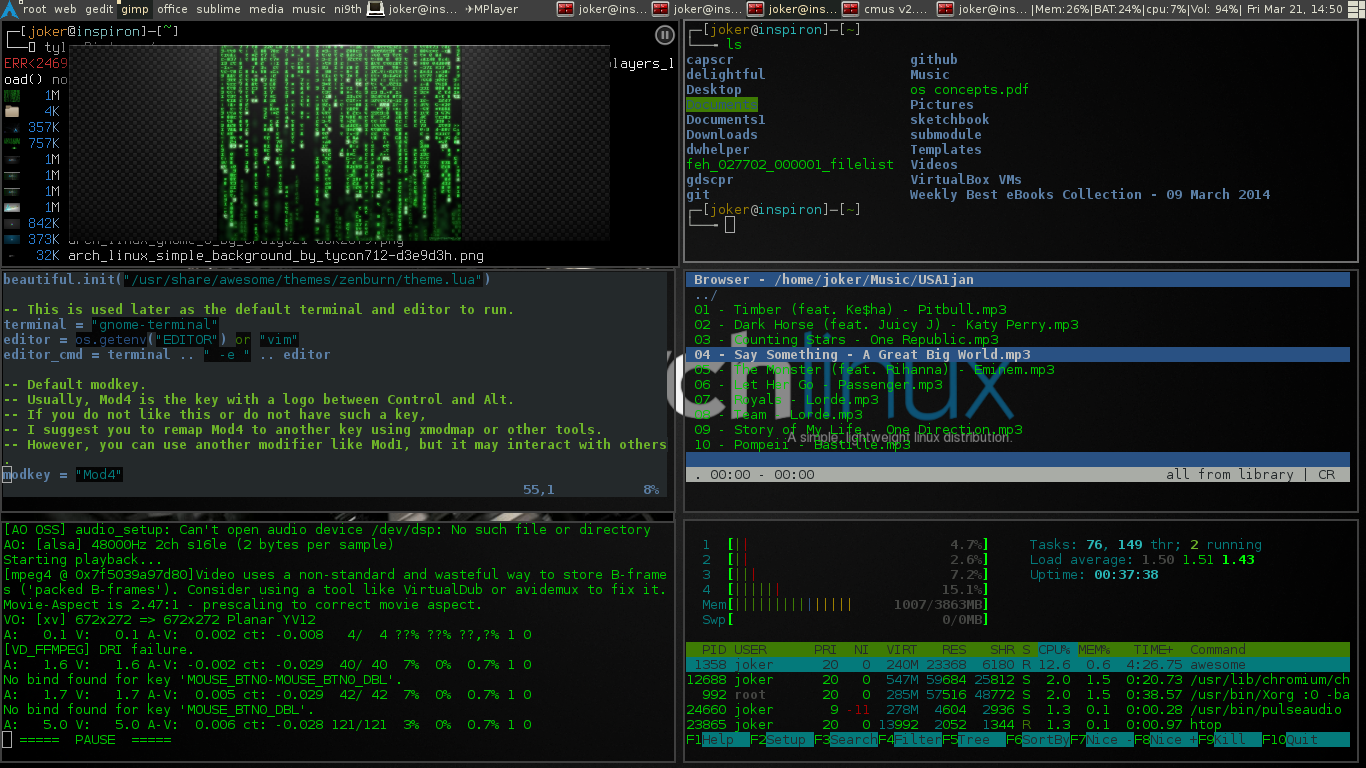 root web gedit gimp office sublime media music ni9th joker@ins... ✈MPlayer joker@ins... joker@ins... joker@ins... cmus v2.... joker@ins... |Mem:26%|BAT:24%|cpu:7%|Vol: 94%| Fri Mar 21, 14:50
┌─[joker@inspiron]─[~]
ERR<2469
layers_l
oad() no
1M
4K
357K
757K
1M
1M
1M
1M
842K
373K
32K arch_linux_simple_background_by_tycon712-d3e9d3h.png
┌─[joker@inspiron]─[~]
└──╼ ls
capscr github
delightful Music
Desktop os concepts.pdf
Documents Pictures
Documents1 sketchbook
Downloads submodule
dwhelper Templates
feh_027702_000001_filelist Videos
gdscpr VirtualBox VMs
git Weekly Best eBooks Collection - 09 March 2014
┌─[joker@inspiron]─[~]
└──╼
beautiful.init("/usr/share/awesome/themes/zenburn/theme.lua")
-- This is used later as the default terminal and editor to run.
terminal = "gnome-terminal"
editor = os.getenv("EDITOR") or "vim"
editor_cmd = terminal .. " -e " .. editor
-- Default modkey.
-- Usually, Mod4 is the key with a logo between Control and Alt.
-- If you do not like this or do not have such a key,
-- I suggest you to remap Mod4 to another key using xmodmap or other tools.
-- However, you can use another modifier like Mod1, but it may interact with others
.
modkey = "Mod4"
55,1 8%
Browser - /home/joker/Music/USA1jan
../
01 - Timber (feat. Ke$ha) - Pitbull.mp3
02 - Dark Horse (feat. Juicy J) - Katy Perry.mp3
03 - Counting Stars - One Republic.mp3
04 - Say Something - A Great Big World.mp3
05 - The Monster (feat. Rihanna) - Eminem.mp3
06 - Let Her Go - Passenger.mp3
07 - Royals - Lorde.mp3
08 - Team - Lorde.mp3
09 - Story of My Life - One Direction.mp3
10 - Pompeii - Bastille.mp3
chlinux
A simple, lightweight linux distribution.
. 00:00 - 00:00 all from library | CR
[AO OSS] audio_setup: Can't open audio device /dev/dsp: No such file or directory
AO: [alsa] 48000Hz 2ch s16le (2 bytes per sample)
Starting playback...
[mpeg4 @ 0x7f5039a97d80]Video uses a non-standard and wasteful way to store B-frame
s ('packed B-frames'). Consider using a tool like VirtualDub or avidemux to fix it.
Movie-Aspect is 2.47:1 - prescaling to correct movie aspect.
VO: [xv] 672x272 => 672x272 Planar YV12
A: 0.1 V: 0.1 A-V: 0.002 ct: -0.008 4/ 4 ??% ??% ??,?% 1 0
[VD_FFMPEG] DRI failure.
A: 1.6 V: 1.6 A-V: -0.002 ct: -0.029 40/ 40 7% 0% 0.7% 1 0
No bind found for key 'MOUSE_BTN0-MOUSE_BTN0_DBL'.
A: 1.7 V: 1.7 A-V: 0.005 ct: -0.029 42/ 42 7% 0% 0.7% 1 0
No bind found for key 'MOUSE_BTN0_DBL'.
A: 5.0 V: 5.0 A-V: 0.006 ct: -0.028 121/121 3% 0% 0.7% 1 0
===== PAUSE =====
1 [|| 4.7%] Tasks: 76, 149 thr; 2 running
2 [|| 2.6%] Load average: 1.50 1.51 1.43
3 [||| 7.2%] Uptime: 00:37:38
4 [|||||| 15.1%]
Mem[||||||||||||||| 1007/3863MB]
Swp[ 0/0MB]
PID USER PRI NI VIRT RES SHR S CPU% MEM% TIME+ Command
1358 joker 20 0 240M 23368 6180 R 12.6 0.6 4:26.75 awesome
12688 joker 20 0 547M 59684 25812 S 2.0 1.5 0:20.73 /usr/lib/chromium/ch
992 root 20 0 285M 57516 48772 S 2.0 1.5 0:38.57 /usr/bin/Xorg :0 -ba
24660 joker 9 -11 278M 4604 2936 S 1.3 0.1 0:00.28 /usr/bin/pulseaudio
23865 joker 20 0 13992 2052 1344 R 1.3 0.1 0:00.97 htop
F1Help F2Setup F3SearchF4FilterF5Tree F6SortByF7Nice -F8Nice +F9Kill F10Quit